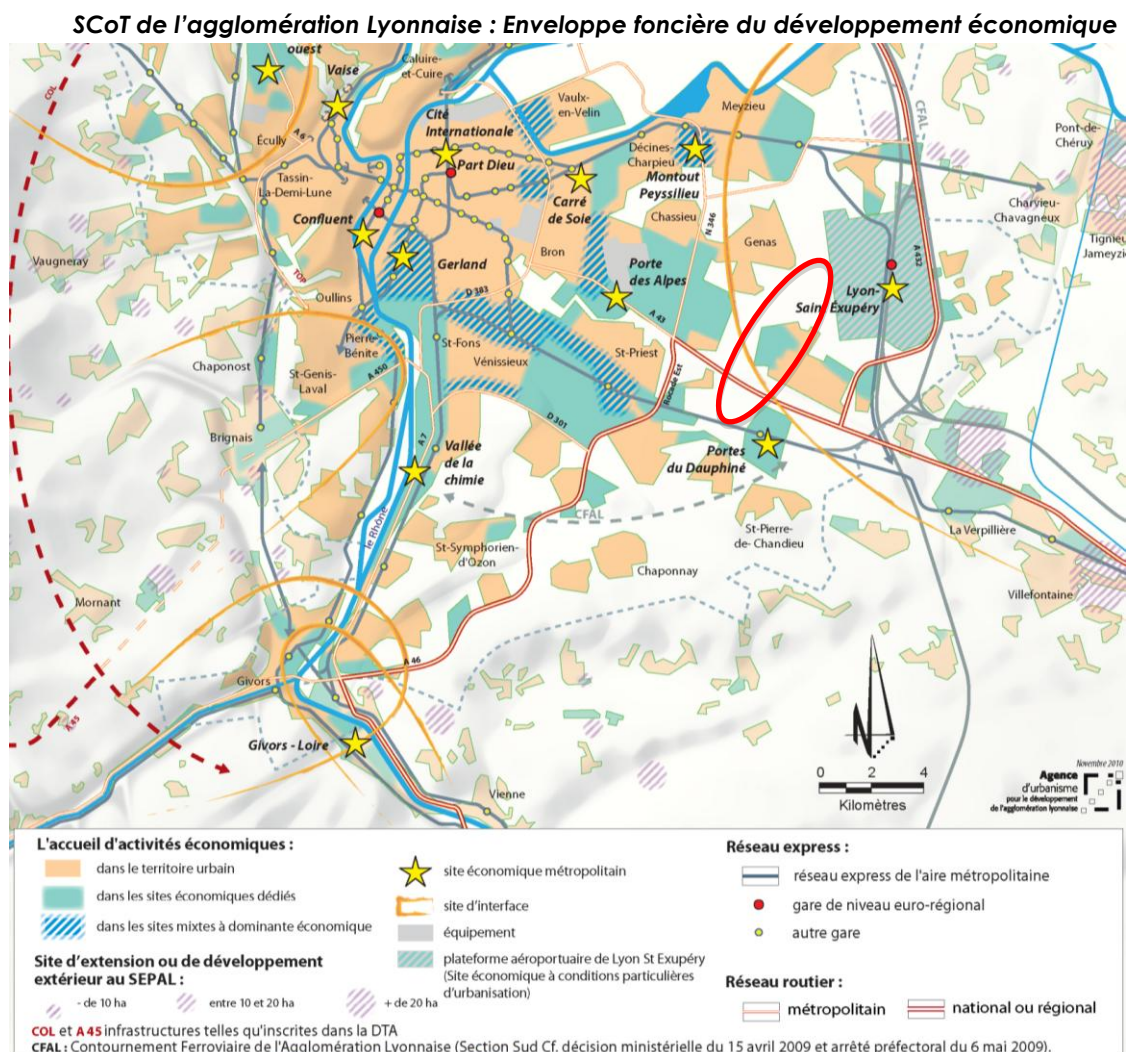 SCoT de l'agglomération Lyonnaise : Enveloppe foncière du développement économique
ouest
Vaise
Caluire-
et-Cuire
COL
Cité
Internationale
Vaulx-
en-Velin
Meyzieu
CFAL
Pont-de-
Chéruy
Écully
A 6
Part Dieu
Décines-
Charpieu
Montout
Peyssilieu
Tassin-
La-Demi-Lune
Carré
de Soie
Charvieu-
Chavagneux
Confluent
Chassieu
N 346
Genas
A 432
Tignieu
Jameyzie
Vaugneray
Gerland
Bron
Porte
des Alpes
Lyon-
Saint Éxupéry
TOP
Oullins
D 383
A 43
Pierre-
Bénite
St-Fons
Vénissieux
St-Priest
Chaponost
St-Genis-
Laval
A 450
Rocade Est
Brignais
A 7
Vallée
de la
chimie
D 301
Portes
du Dauphiné
le Rhône
CFAL
St-Pierre-
de-Chandieu
La Verpillière
St-Symphorien-
d'Ozon
Chaponnay
Villefontaine
Mornant
A 46
Givors
A 45
Givors - Loire
Vienne
N
0 2 4
Kilomètres
Novembre 2010
Agence
d'urbanisme
pour le développement
de l'agglomération lyonnaise
L'accueil d'activités économiques :
dans le territoire urbain
dans les sites économiques dédiés
dans les sites mixtes à dominante économique
Site d'extension ou de développement
extérieur au SEPAL :
- de 10 ha
entre 10 et 20 ha
+ de 20 ha
site économique métropolitain
site d'interface
équipement
plateforme aéroportuaire de Lyon St Exupéry
(Site économique à conditions particulières
d'urbanisation)
Réseau express :
réseau express de l'aire métropolitaine
gare de niveau euro-régional
autre gare
Réseau routier :
métropolitain
national ou régional
COL et A 45 infrastructures telles qu'inscrites dans la DTA
CFAL : Contournement Ferroviaire de l'Agglomération Lyonnaise (Section Sud Cf. décision ministérielle du 15 avril 2009 et arrêté préfectoral du 6 mai 2009).